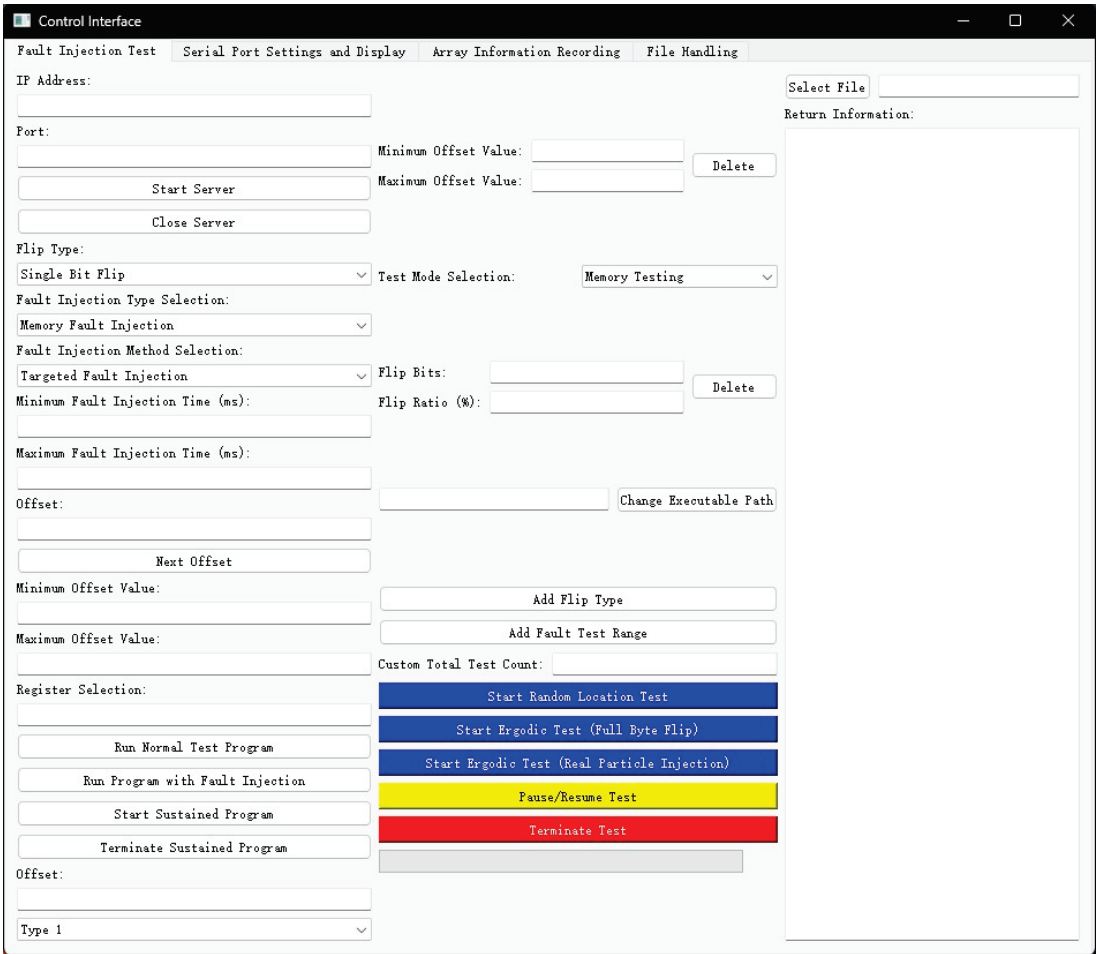 Control Interface
Fault Injection Test
Serial Port Settings and Display
Array Information Recording
File Handling
IP Address:
Port:
Start Server
Close Server
Flip Type:
Single Bit Flip
Fault Injection Type Selection:
Memory Fault Injection
Fault Injection Method Selection:
Targeted Fault Injection
Minimum Fault Injection Time (ms):
Maximum Fault Injection Time (ms):
Offset:
Next Offset
Minimum Offset Value:
Maximum Offset Value:
Register Selection:
Run Normal Test Program
Run Program with Fault Injection
Start Sustained Program
Terminate Sustained Program
Offset:
Type 1
Minimum Offset Value:
Maximum Offset Value:
Delete
Test Mode Selection:
Memory Testing
Flip Bits:
Flip Ratio (%):
Delete
Change Executable Path
Add Flip Type
Add Fault Test Range
Custom Total Test Count:
Start Random Location Test
Start Ergodic Test (Full Byte Flip)
Start Ergodic Test (Real Particle Injection)
Pause/Resume Test
Terminate Test
Select File
Return Information: